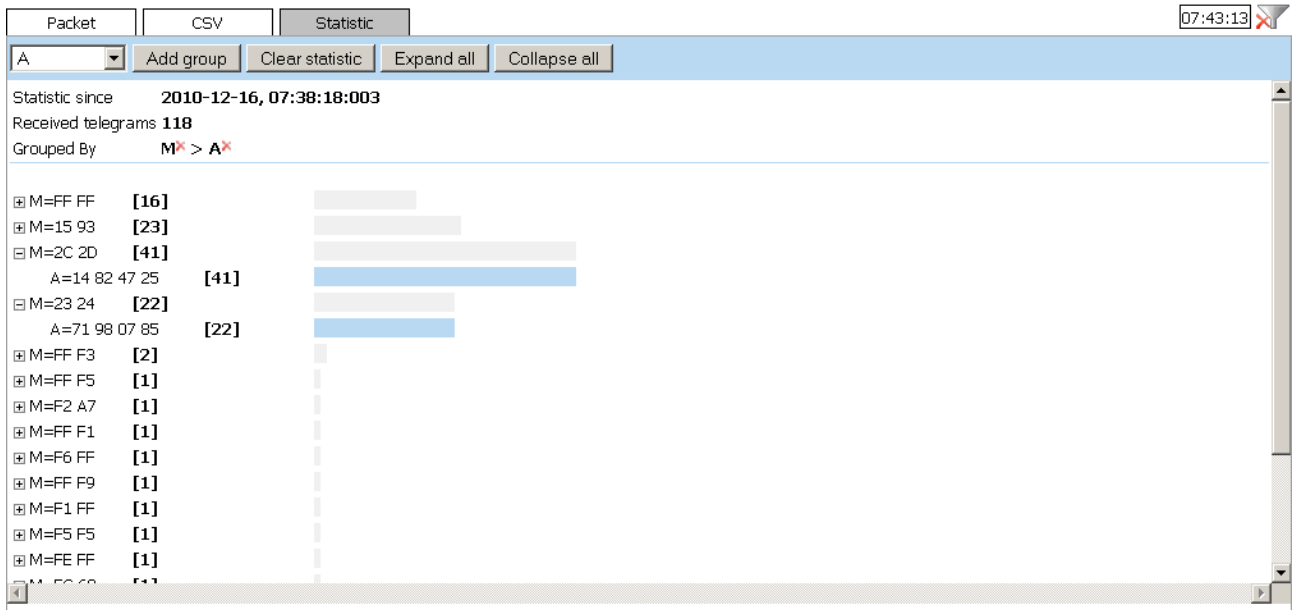 Packet CSV Statistic 07:43:13
A Add group Clear statistic Expand all Collapse all
Statistic since 2010-12-16, 07:38:18:003
Received telegrams 118
Grouped By M > A
M=FF FF [16]
M=15 93 [23]
M=2C 2D [41]
A=14 82 47 25 [41]
M=23 24 [22]
A=71 98 07 85 [22]
M=FF F3 [2]
M=FF F5 [1]
M=F2 A7 [1]
M=FF F1 [1]
M=F6 FF [1]
M=FF F9 [1]
M=F1 FF [1]
M=F5 F5 [1]
M=FE FF [1]